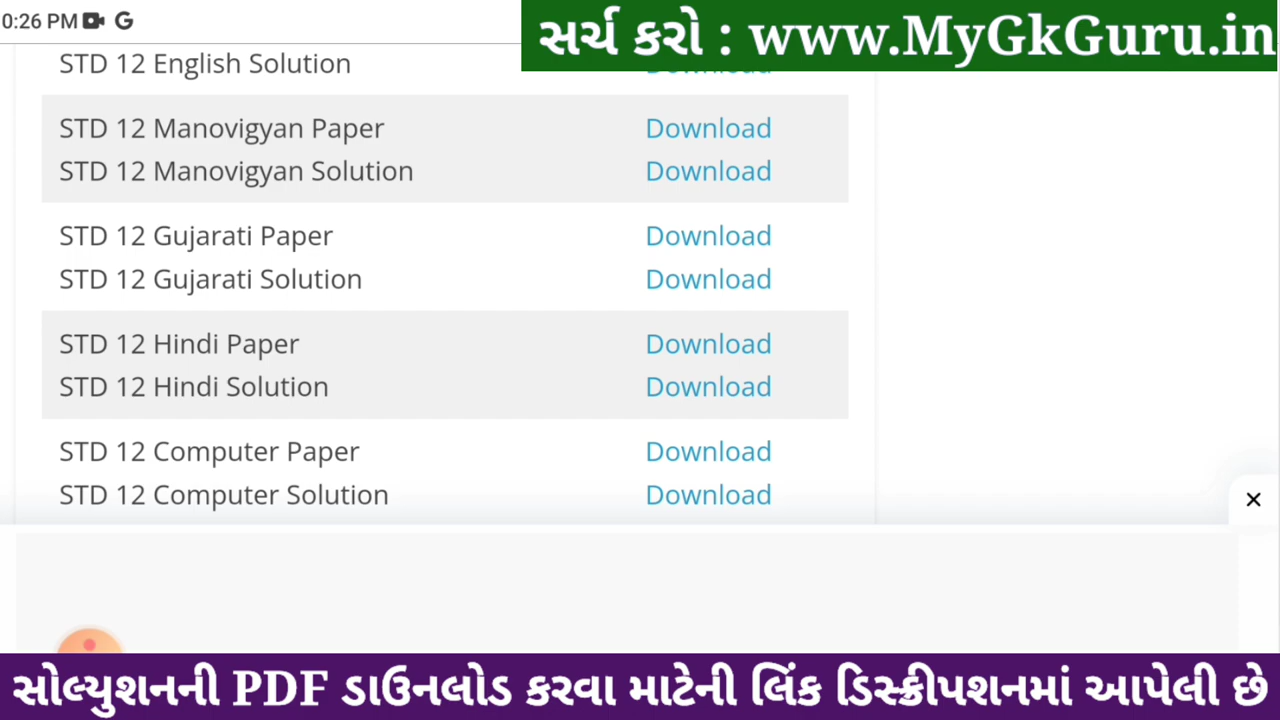 0:26 PM
સર્ચ કરો : www.MyGkGuru.in
STD 12 English Solution Download
STD 12 Manovigyan Paper Download
STD 12 Manovigyan Solution Download
STD 12 Gujarati Paper Download
STD 12 Gujarati Solution Download
STD 12 Hindi Paper Download
STD 12 Hindi Solution Download
STD 12 Computer Paper Download
STD 12 Computer Solution Download
સોલ્યુશનની PDF ડાઉનલોડ કરવા માટેની લિંક ડિસ્ક્રીપશનમાં આપેલી છે